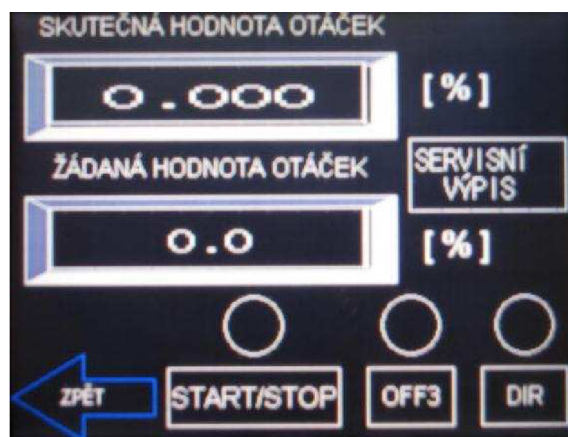 SKUTEČNÁ HODNOTA OTÁČEK
0.000 [%]
ŽÁDANÁ HODNOTA OTÁČEK
SERVISNÍ
VÝPIS
0.0 [%]
ZPĚT START/STOP OFF3 DIR